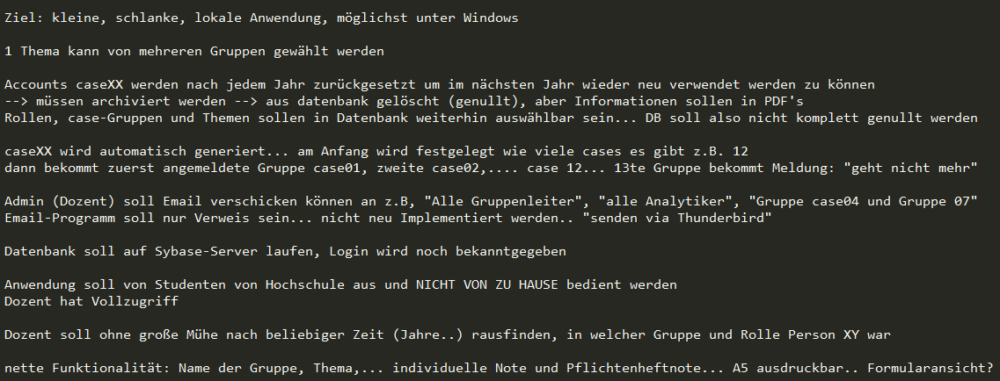 Ziel: kleine, schlanke, lokale Anwendung, möglichst unter Windows
1 Thema kann von mehreren Gruppen gewählt werden
Accounts caseXX werden nach jedem Jahr zurückgesetzt um im nächsten Jahr wieder neu verwendet werden zu können
--> müssen archiviert werden --> aus datenbank gelöscht (genullt), aber Informationen sollen in PDF's
Rollen, case-Gruppen und Themen sollen in Datenbank weiterhin auswählbar sein... DB soll also nicht komplett genullt werden
caseXX wird automatisch generiert... am Anfang wird festgelegt wie viele cases es gibt z.B. 12
dann bekommt zuerst angemeldete Gruppe case01, zweite case02,.... case 12... 13te Gruppe bekommt Meldung: "geht nicht mehr"
Admin (Dozent) soll Email verschicken können an z.B, "Alle Gruppenleiter", "alle Analytiker", "Gruppe case04 und Gruppe 07"
Email-Programm soll nur Verweis sein... nicht neu Implementiert werden.. "senden via Thunderbird"
Datenbank soll auf Sybase-Server laufen, Login wird noch bekanntgegeben
Anwendung soll von Studenten von Hochschule aus und NICHT VON ZU HAUSE bedient werden
Dozent hat Vollzugriff
Dozent soll ohne große Mühe nach beliebiger Zeit (Jahre..) rausfinden, in welcher Gruppe und Rolle Person XY war
nette Funktionalität: Name der Gruppe, Thema,... individuelle Note und Pflichtenheftnote... A5 ausdruckbar.. Formularansicht?